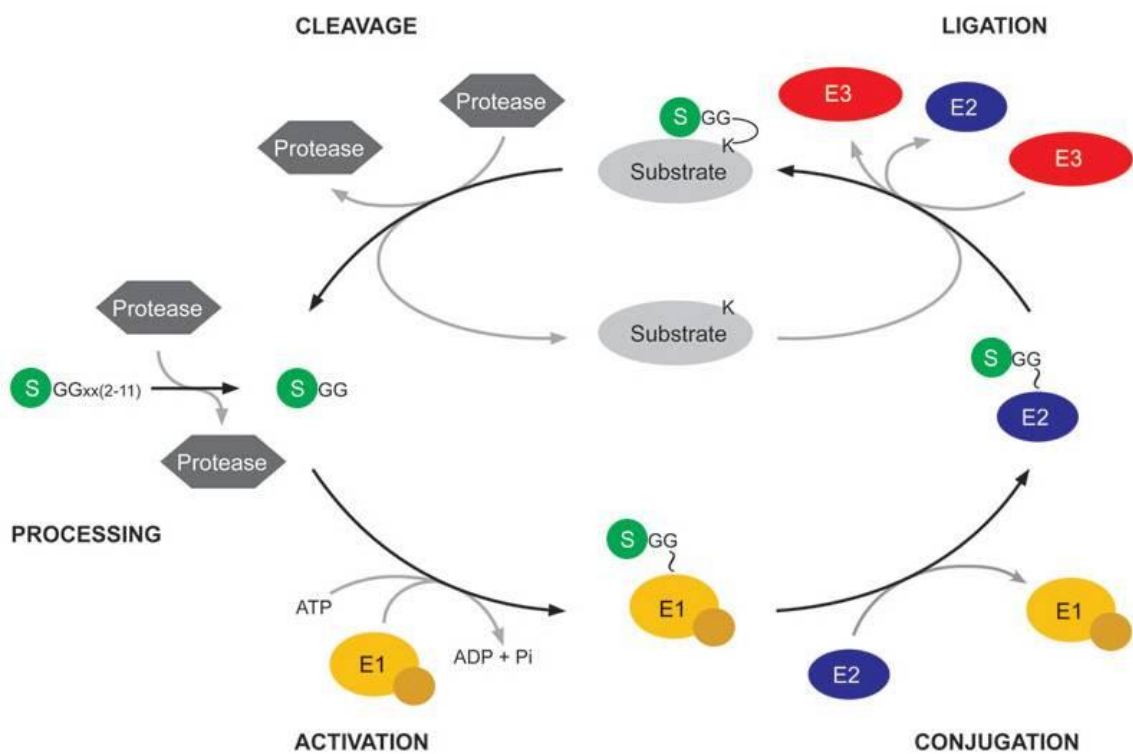 CLEAVAGE
LIGATION
Protease
Protease
S GG
K
Substrate
E3
E2
E3
Protease
S GGxx(2-11)
S GG
Protease
Substrate
K
S GG
E2
PROCESSING
ATP
E1
ADP + Pi
S GG
E1
E2
E1
ACTIVATION
CONJUGATION